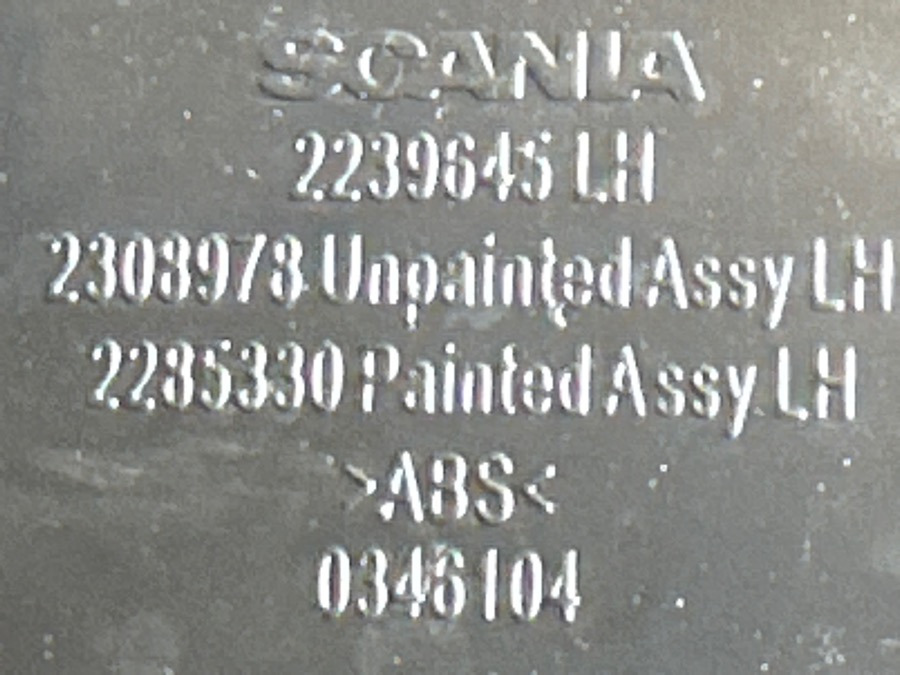 SCANIA
2239645 LH
2308978 Unpainted Assy LH
2285330 Painted Assy LH
>ABS<
0346104